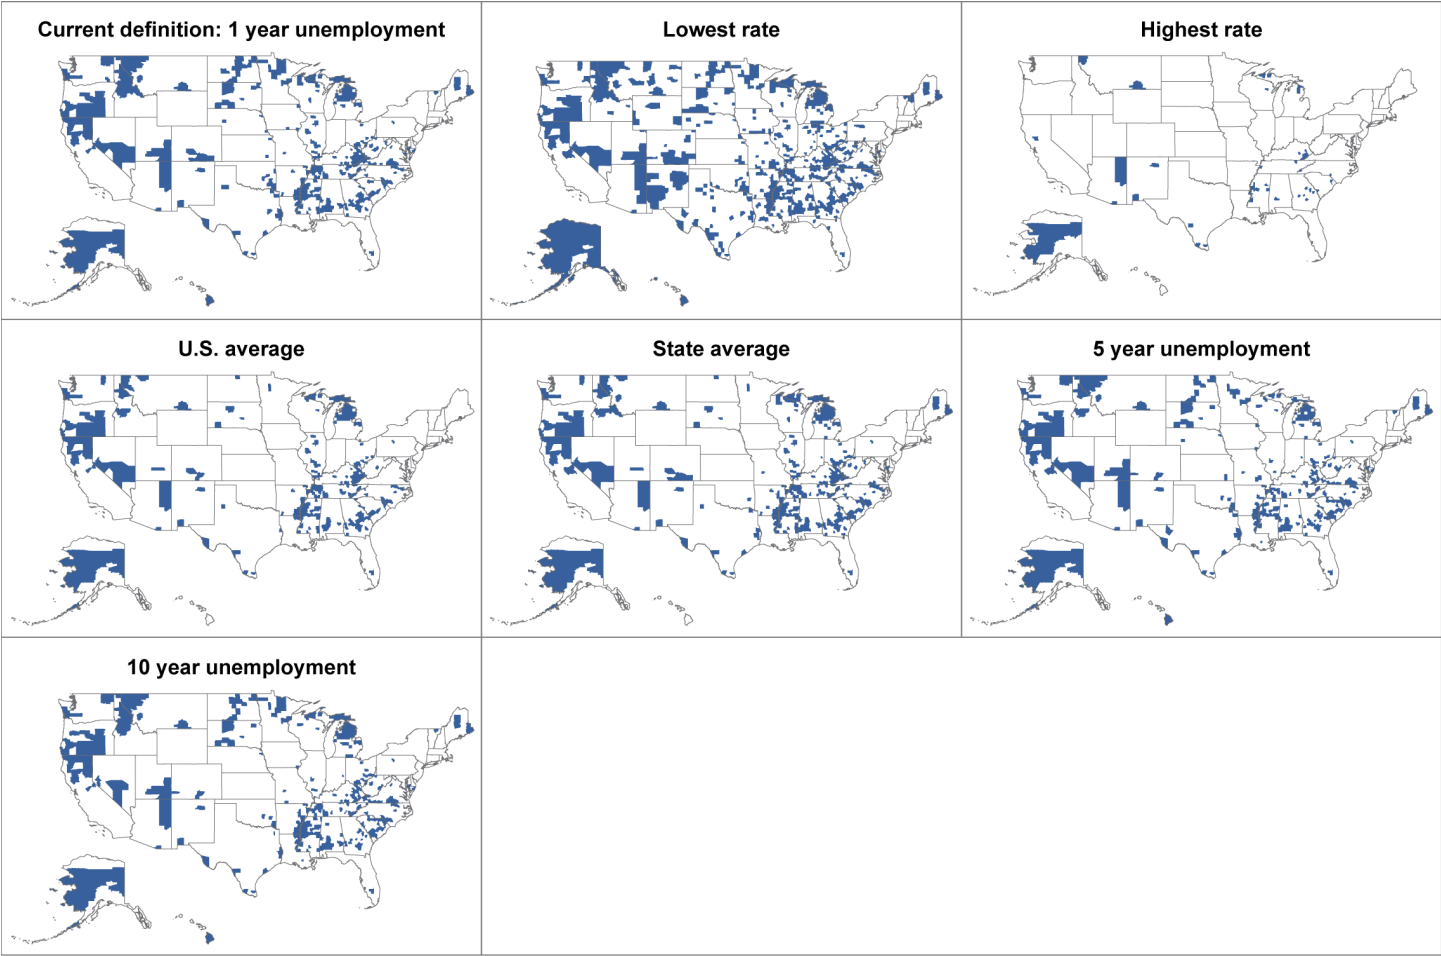 Current definition: 1 year unemployment
Lowest rate
Highest rate
U.S. average
State average
5 year unemployment
10 year unemployment